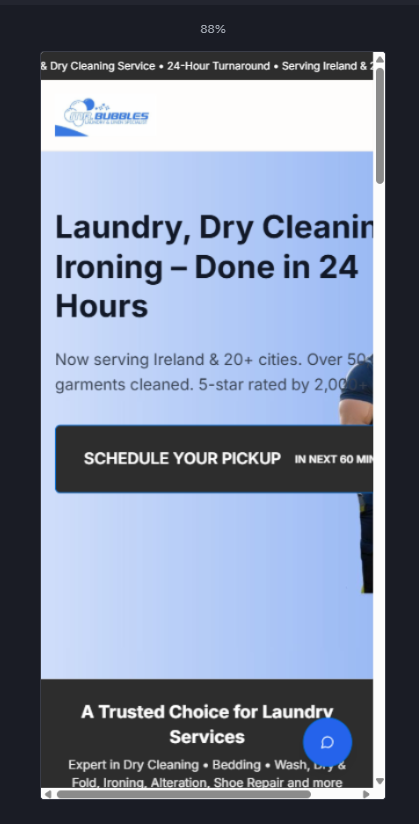 88%
& Dry Cleaning Service • 24-Hour Turnaround • Serving Ireland & 2
BUBBLES
Laundry, Dry Cleanin
Ironing – Done in 24
Hours
Now serving Ireland & 20+ cities. Over 50
garments cleaned. 5-star rated by 2,000+
SCHEDULE YOUR PICKUP IN NEXT 60 MIN
A Trusted Choice for Laundry
Services
Expert in Dry Cleaning • Bedding • Wash, Dry &
Fold, Ironing, Alteration, Shoe Repair and more